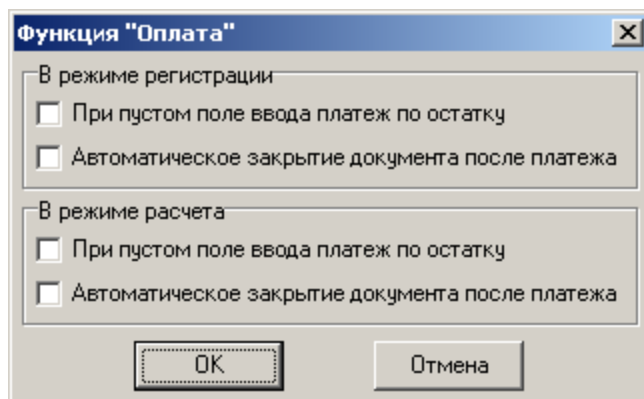 Функция "Оплата"
В режиме регистрации
При пустом поле ввода платеж по остатку
Автоматическое закрытие документа после платежа
В режиме расчета
При пустом поле ввода платеж по остатку
Автоматическое закрытие документа после платежа
OK Отмена